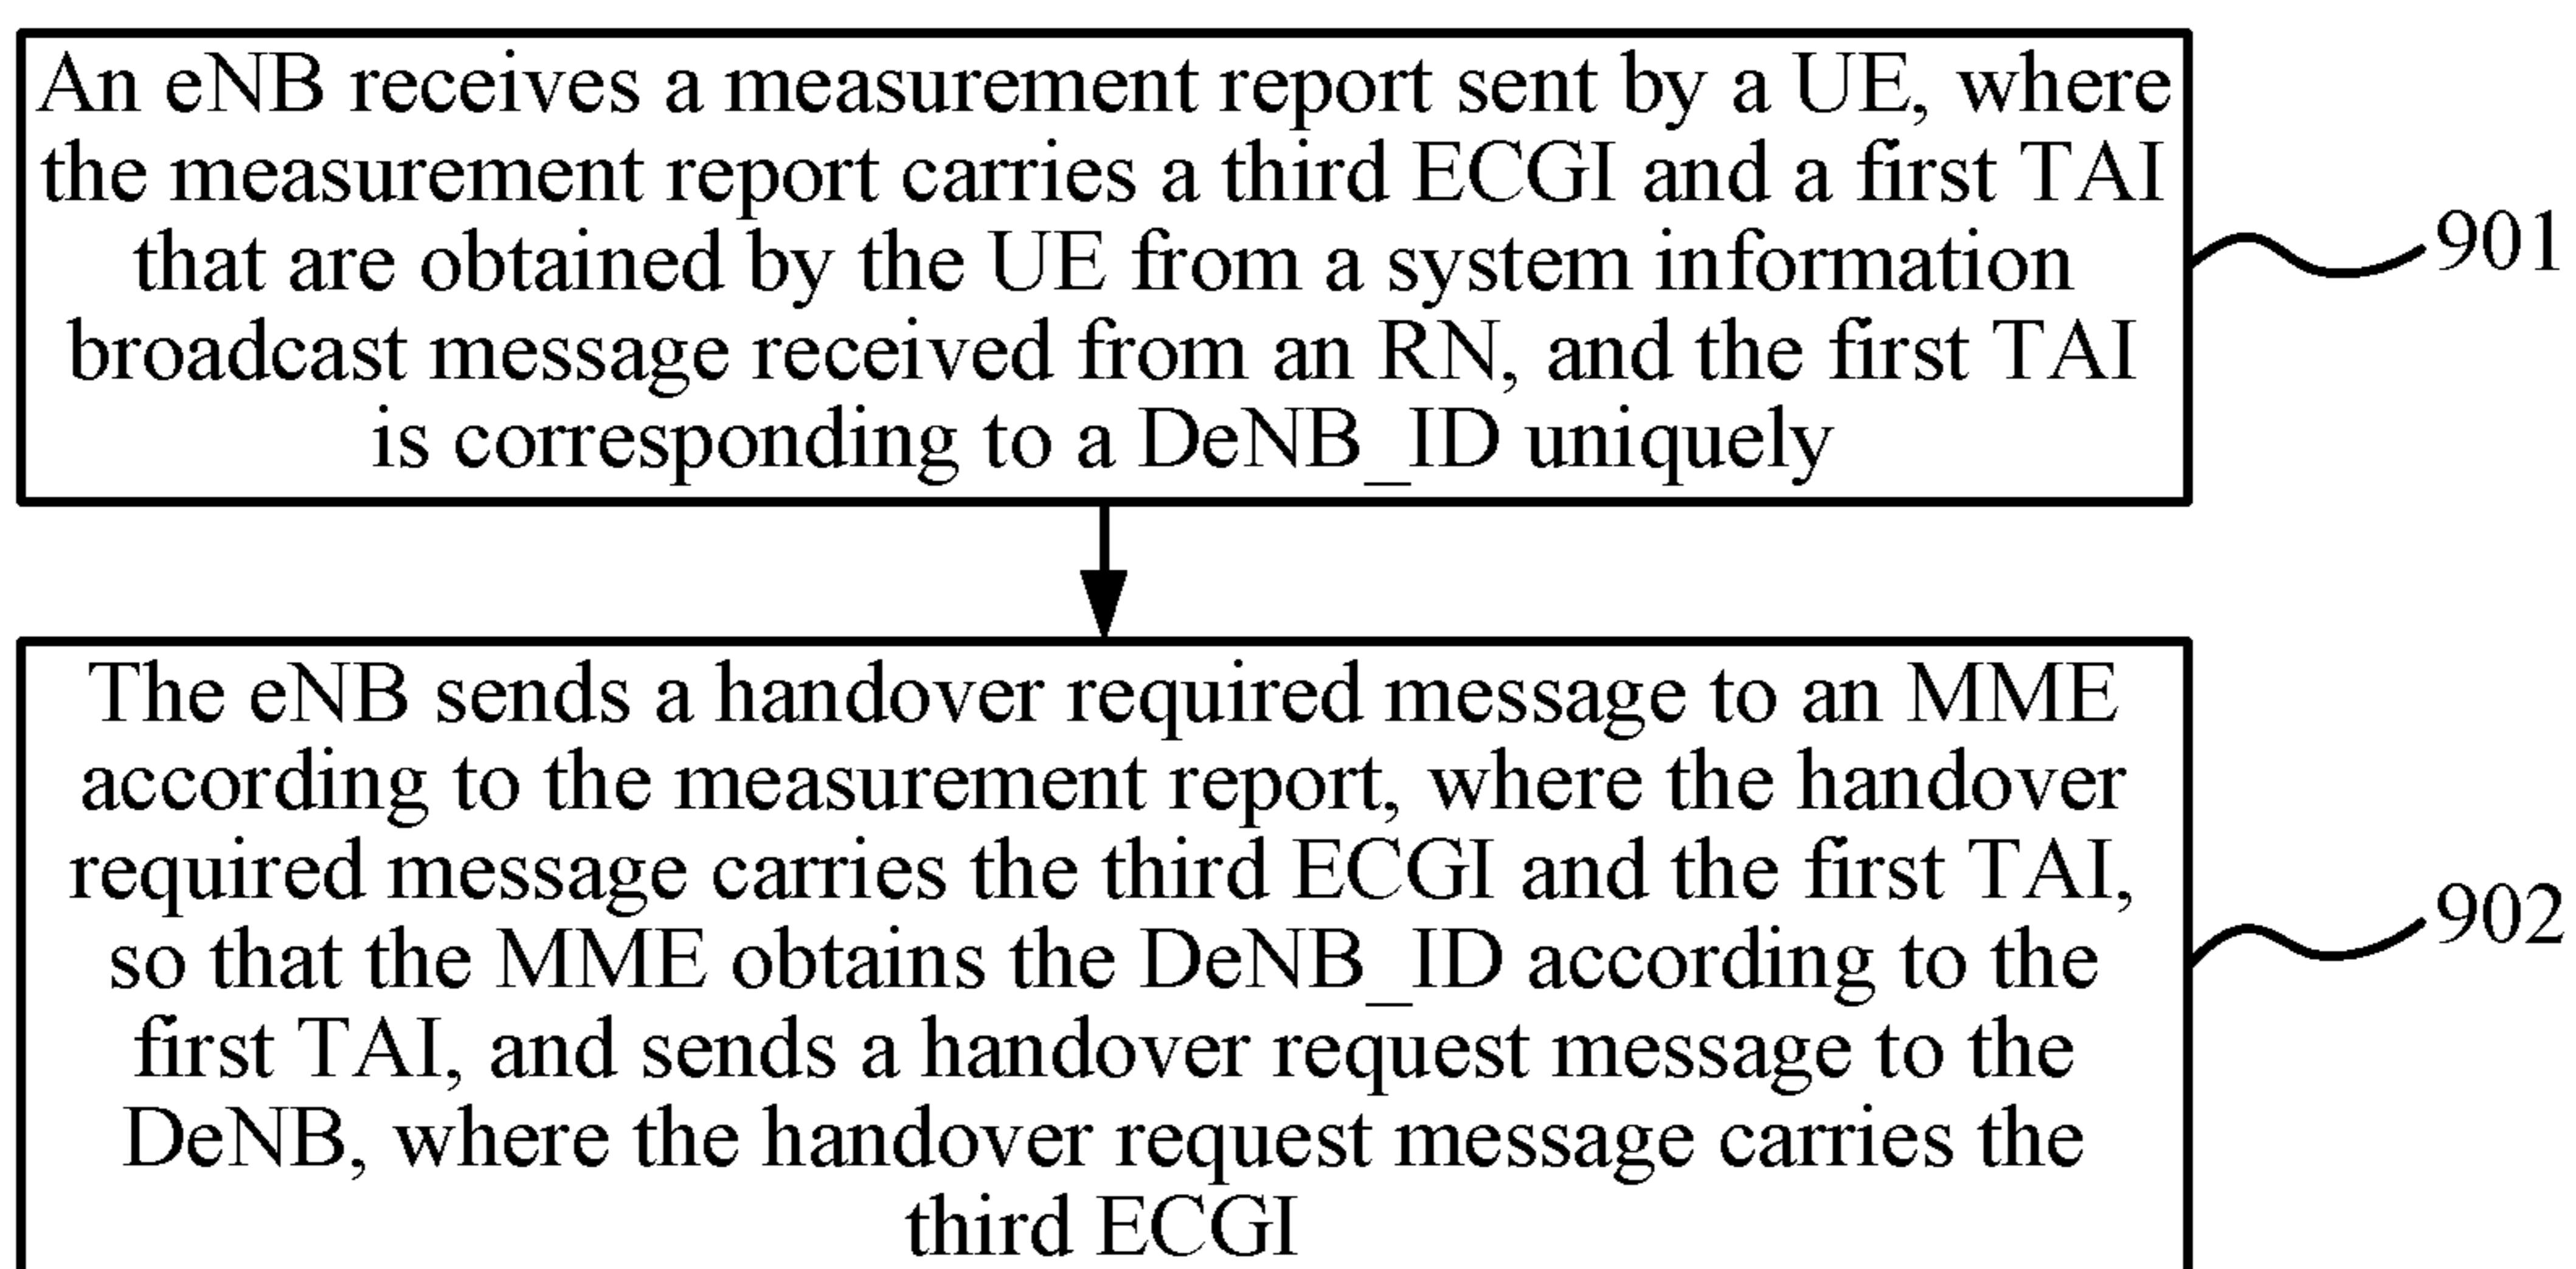 An eNB receives a measurement report sent by a UE, where
the measurement report carries a third ECGI and a first TAI
that are obtained by the UE from a system information
broadcast message received from an RN, and the first TAI
is corresponding to a DeNB_ID uniquely
901
The eNB sends a handover required message to an MME
according to the measurement report, where the handover
required message carries the third ECGI and the first TAI,
so that the MME obtains the DeNB_ID according to the
first TAI, and sends a handover request message to the
DeNB, where the handover request message carries the
third ECGI
902